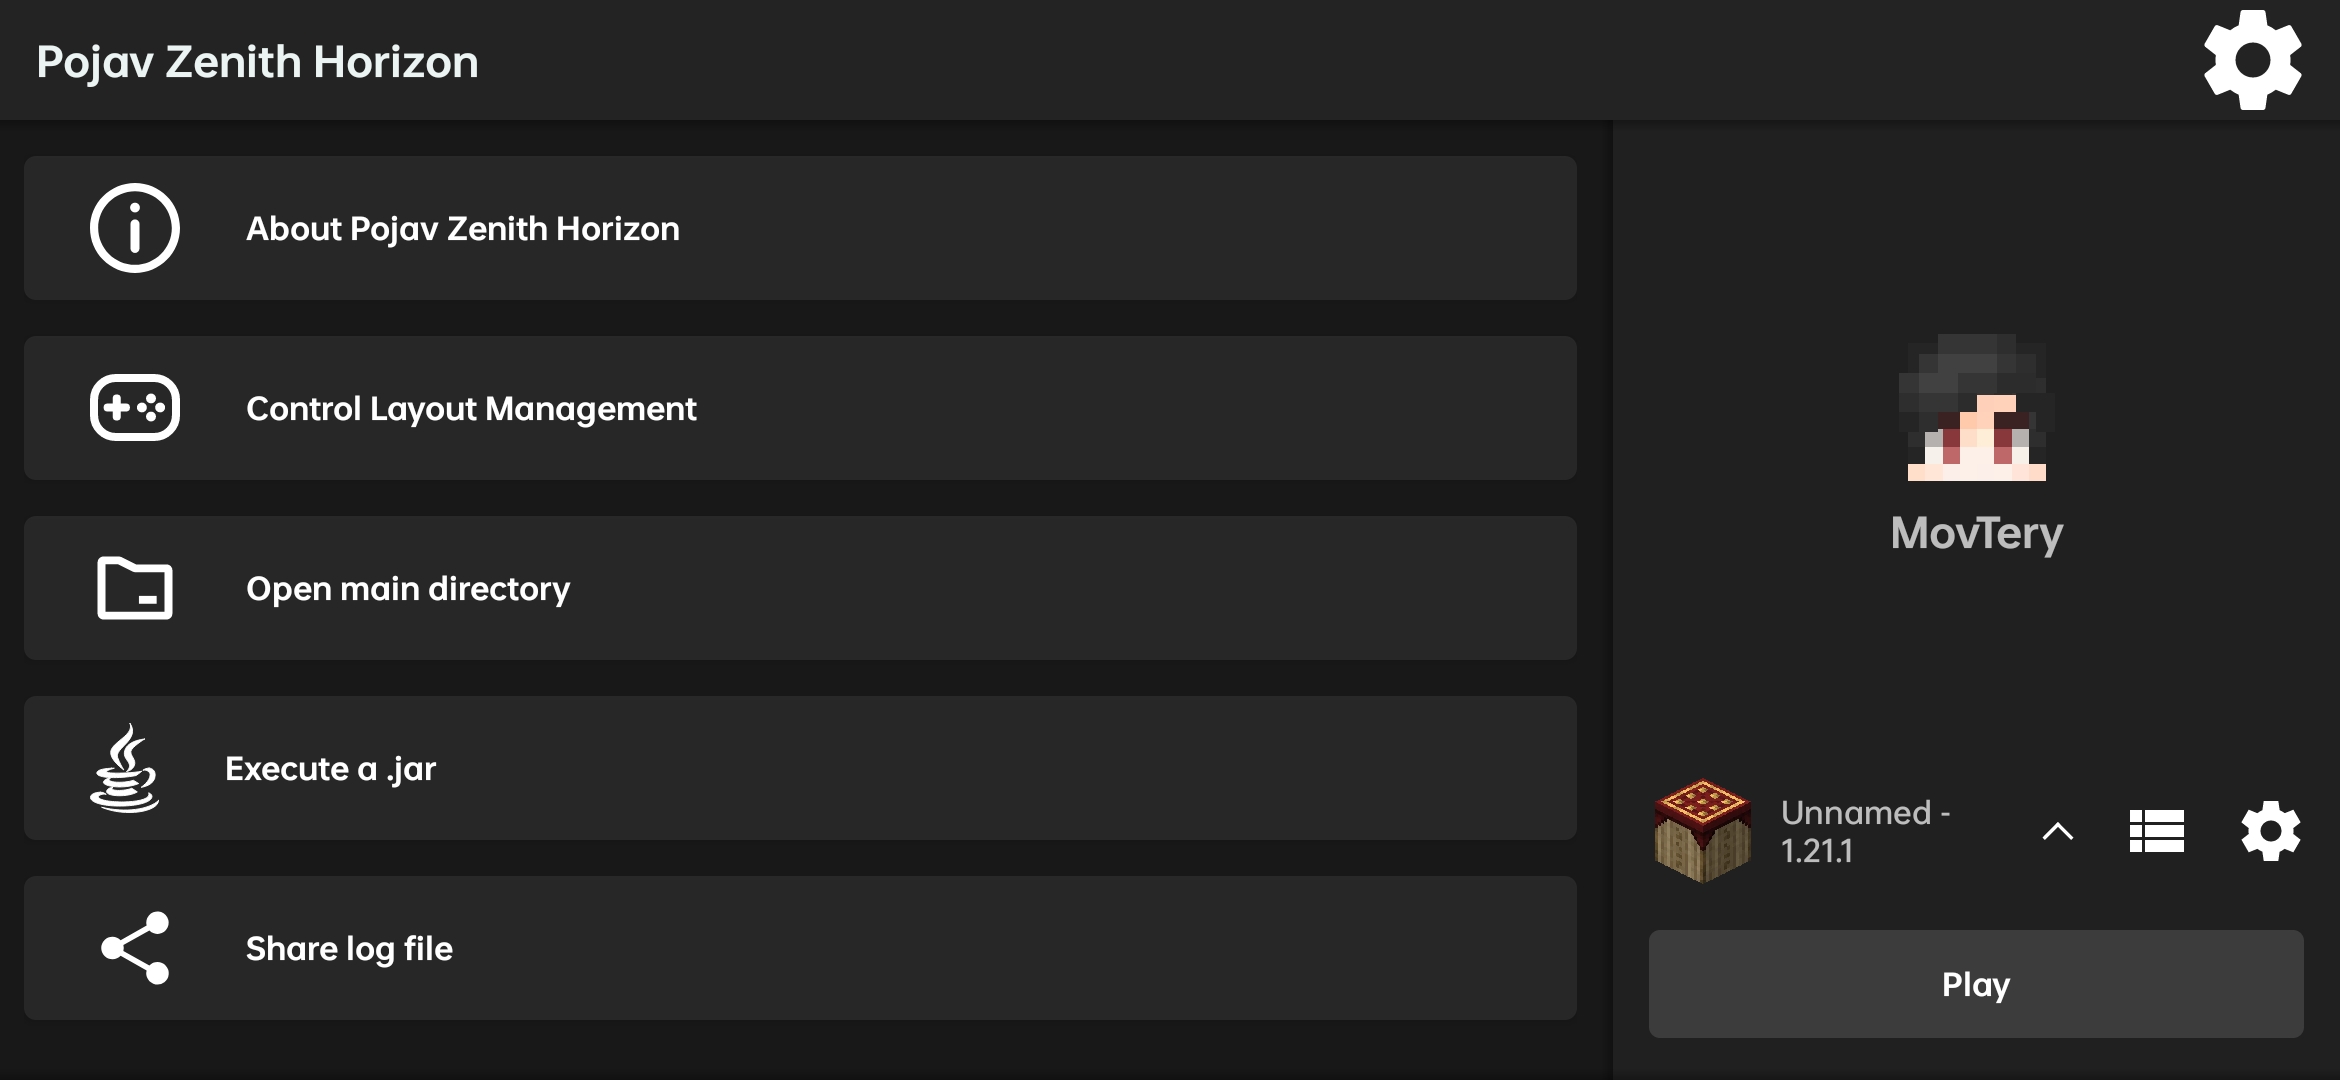 Pojav Zenith Horizon
About Pojav Zenith Horizon
Control Layout Management
Open main directory
Execute a .jar
Share log file
MovTery
Unnamed -
1.21.1
Play